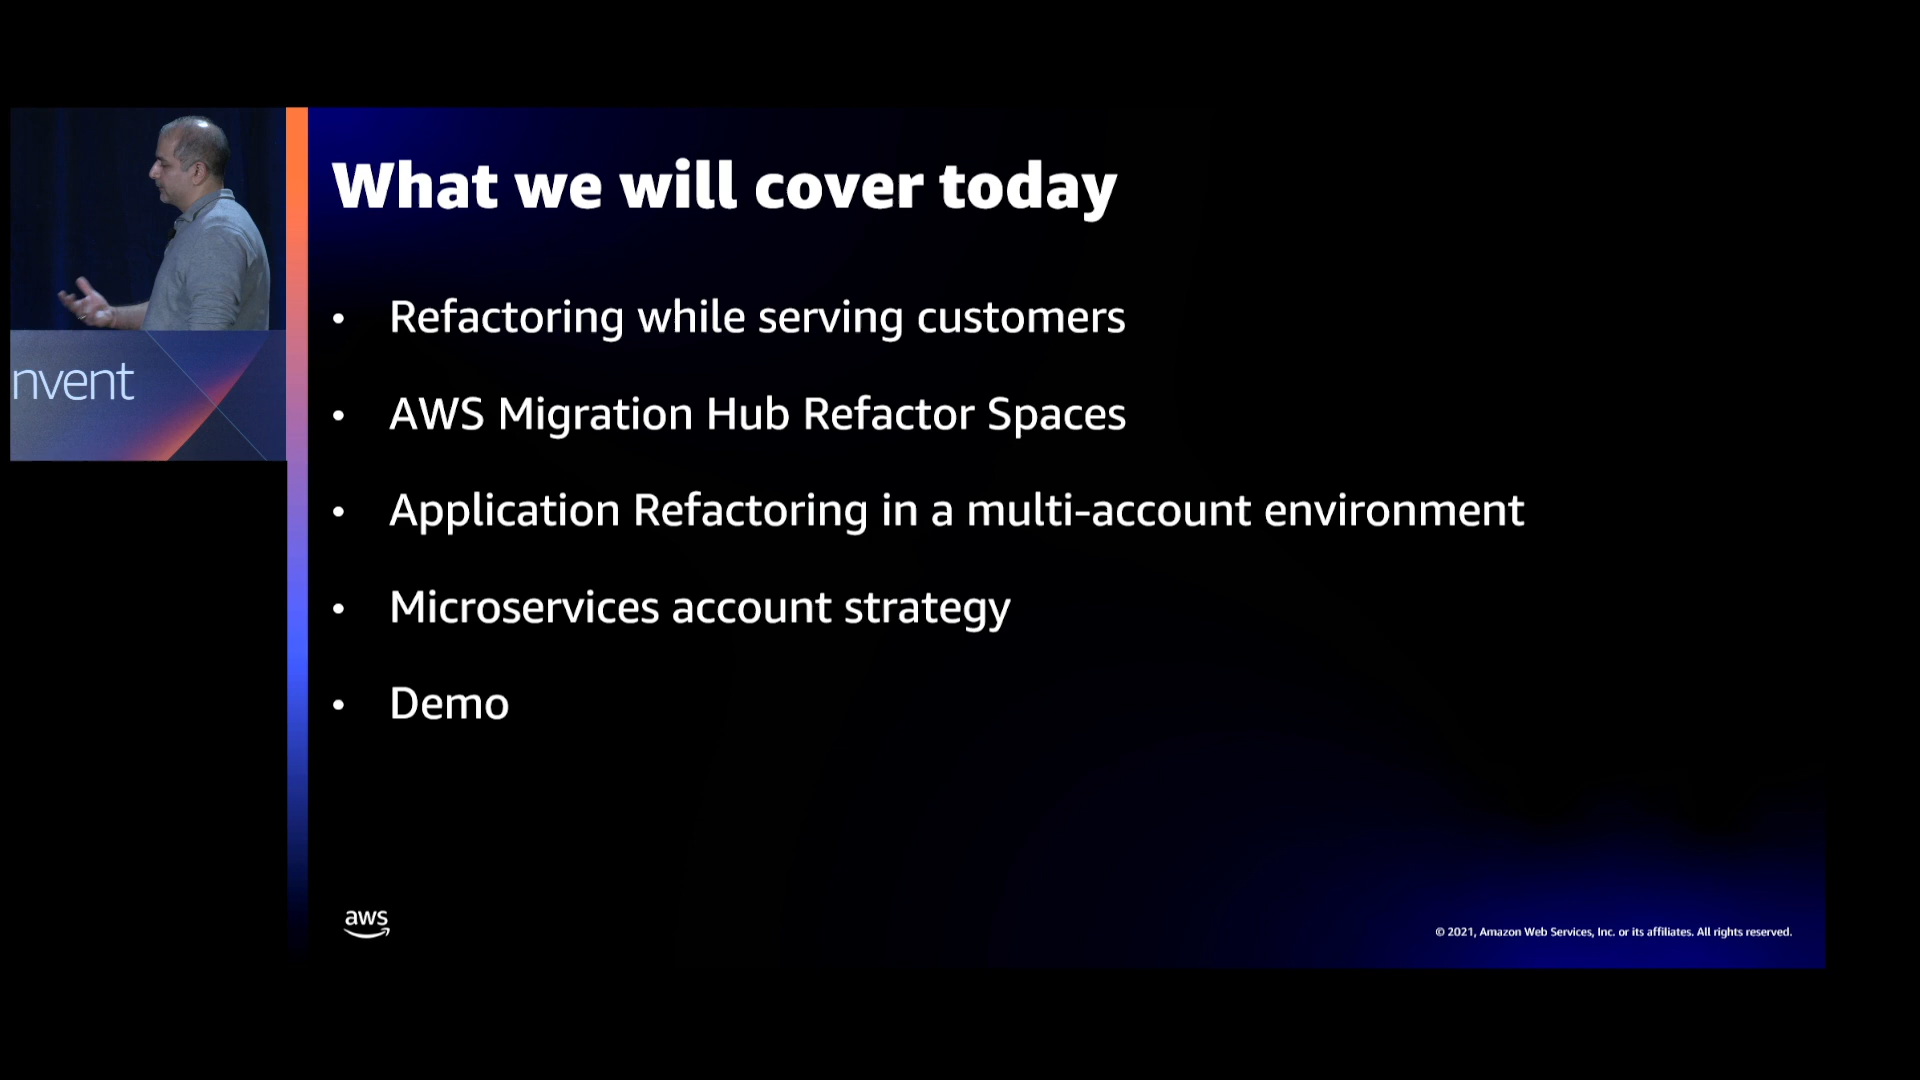 What we will cover today
nvent
• Refactoring while serving customers
• AWS Migration Hub Refactor Spaces
• Application Refactoring in a multi-account environment
• Microservices account strategy
• Demo
aws
© 2021, Amazon Web Services, Inc. or its affiliates. All rights reserved.